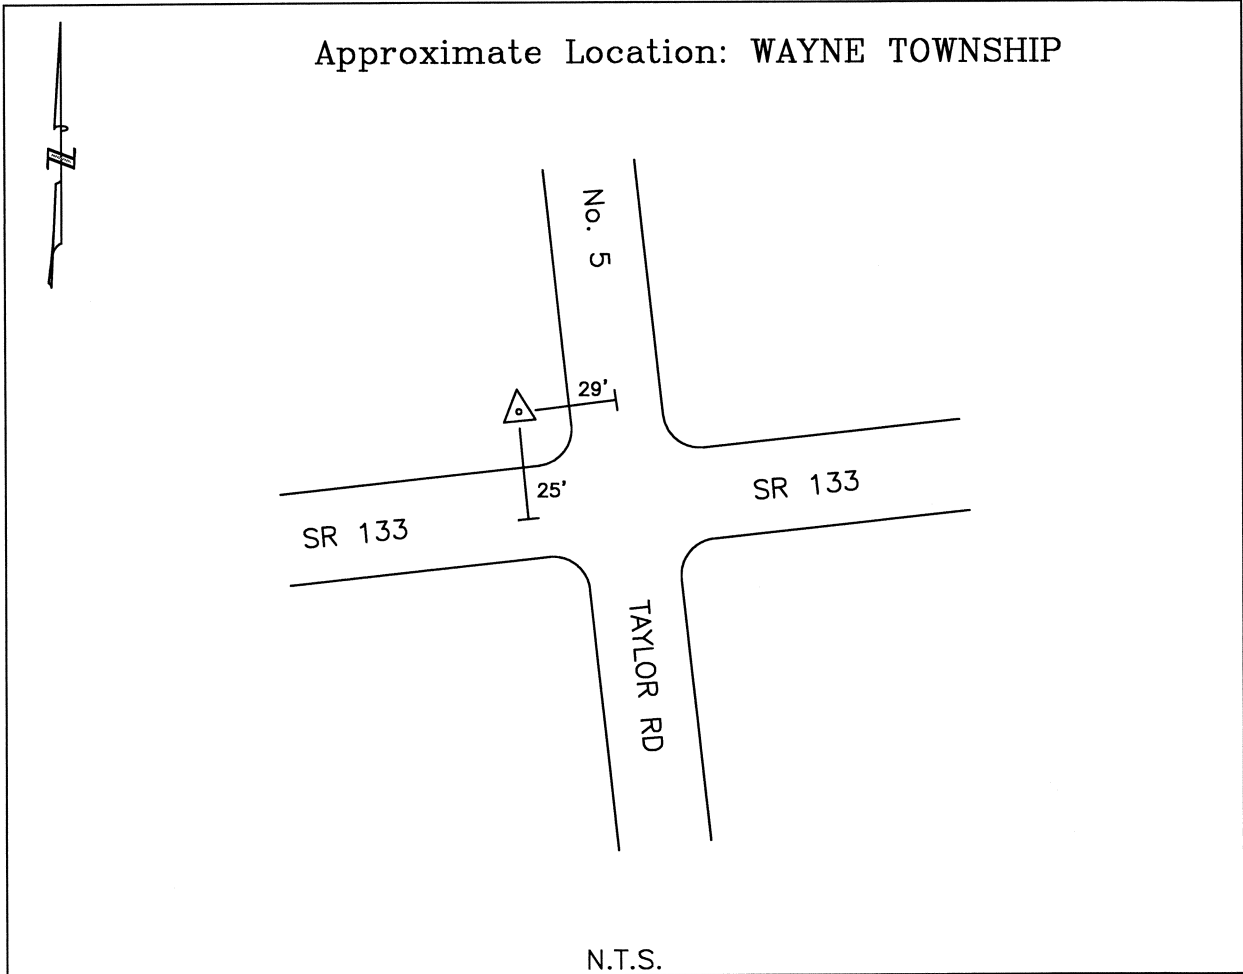 Approximate Location: WAYNE TOWNSHIP
N
No. 5
29'
25'
SR 133
SR 133
TAYLOR RD
N.T.S.